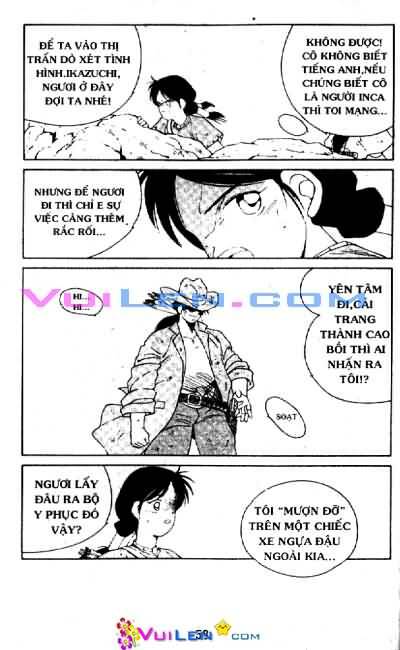 ĐỂ TA VÀO THỊ
TRẤN DÒ XÉT TÌNH
HÌNH.IKAZUCHI,
NGƯƠI Ở ĐÂY
ĐỢI TA NHÉ!
KHÔNG ĐƯỢC!
CÔ KHÔNG BIẾT
TIẾNG ANH,NẾU
CHÚNG BIẾT CÔ
LÀ NGƯỜI INCA
THÌ TOI MẠNG...
NHƯNG ĐỂ NGƯƠI
ĐI THÌ CHỈ E SỰ
VIỆC CÀNG THÊM
RẮC RỐI...
HI...
HI...
YÊN TÂM
ĐI,CẢI
TRANG
THÀNH CAO
BỒI THÌ AI
NHẬN RA
TÔI!?
VUILEN.COM
SOẠT
NGƯƠI LẤY
ĐÂU RA BỘ
Y PHỤC ĐÓ
VẬY?
TÔI "MƯỢN ĐỠ"
TRÊN MỘT CHIẾC
XE NGỰA ĐẬU
NGOÀI KIA...
VUILEN.COM